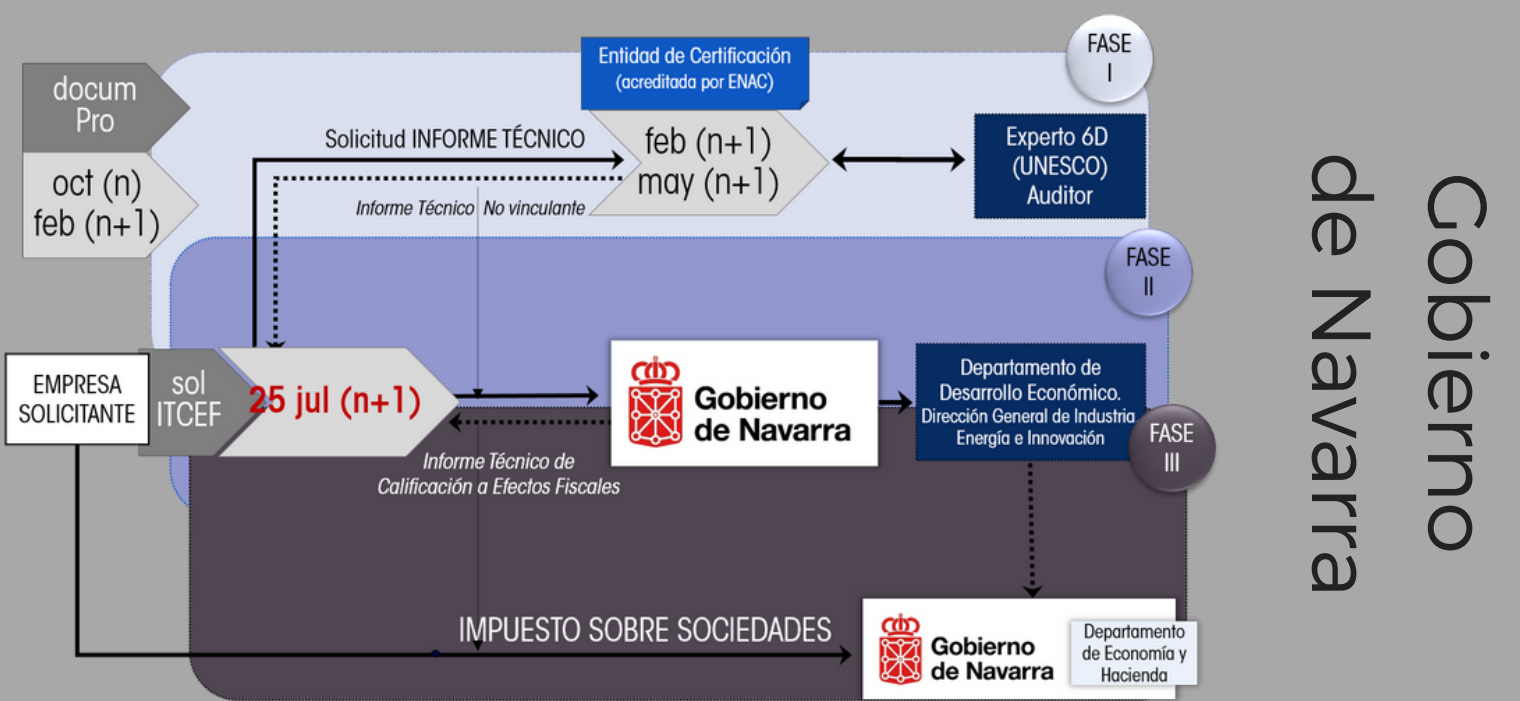 FASE
I
Entidad de Certificación
(acreditada por ENAC)
docum
Pro
oct (n)
feb (n+1)
Solicitud INFORME TÉCNICO
feb (n+1)
may (n+1)
Informe Técnico No vinculante
Experto 6D
(UNESCO)
Auditor
FASE
II
EMPRESA
SOLICITANTE
sol
ITCEF
25 jul (n+1)
Gobierno
de Navarra
Departamento de
Desarrollo Económico.
Dirección General de Industria
Energía e Innovación
FASE
III
Informe Técnico de
Calificación a Efectos Fiscales
IMPUESTO SOBRE SOCIEDADES
Gobierno
de Navarra
Departamento
de Economía y
Hacienda
Gobierno
de Navarra